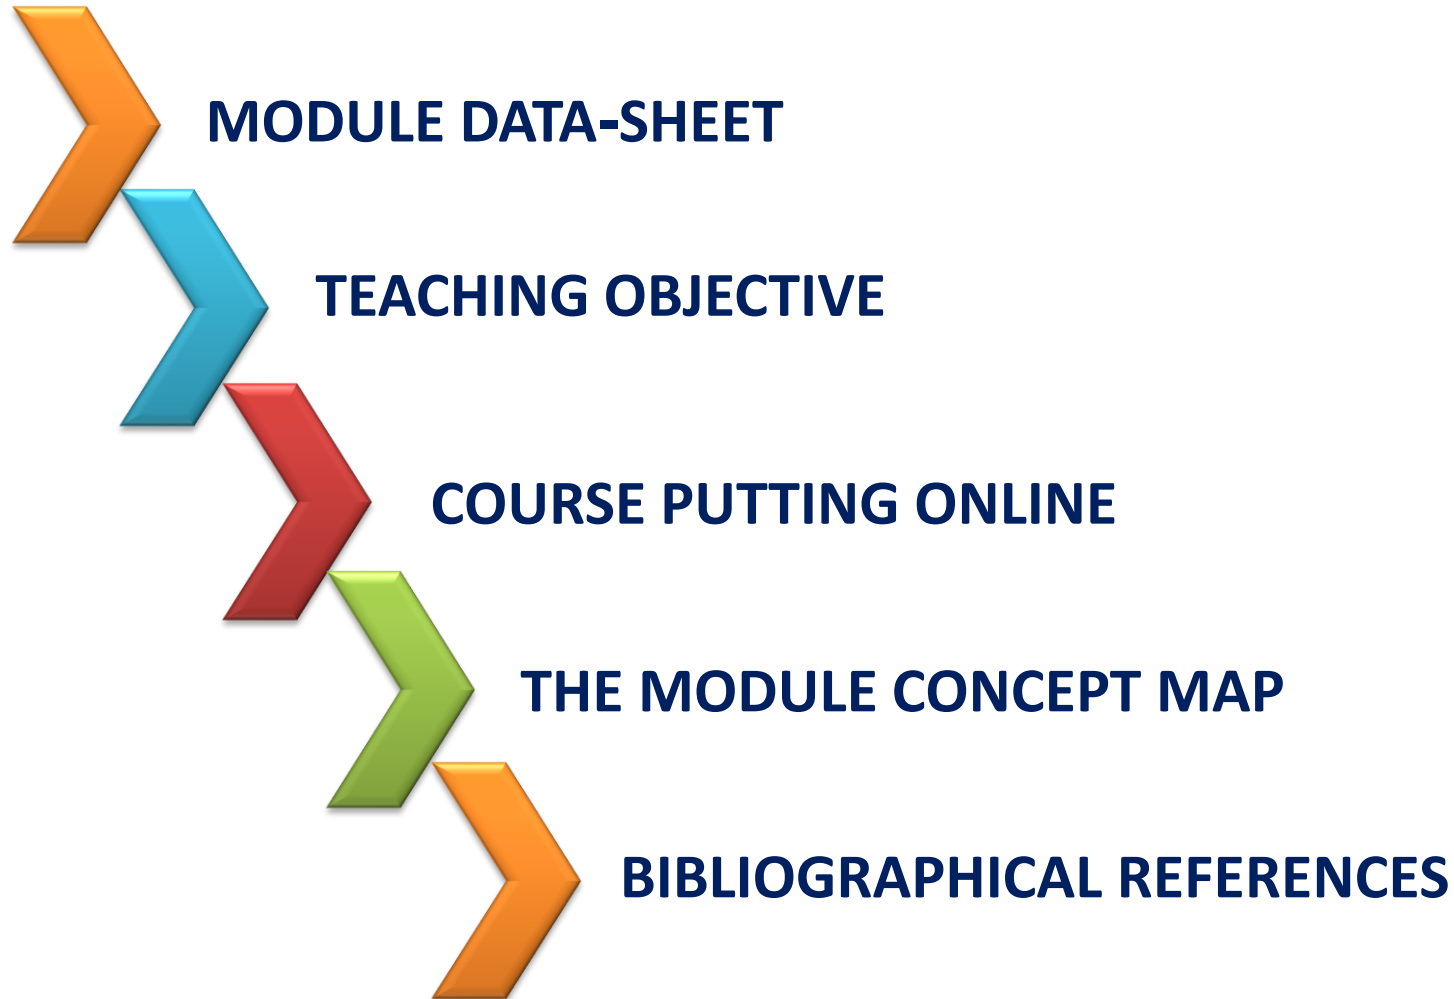 MODULE DATA-SHEET
TEACHING OBJECTIVE
COURSE PUTTING ONLINE
THE MODULE CONCEPT MAP
BIBLIOGRAPHICAL REFERENCES